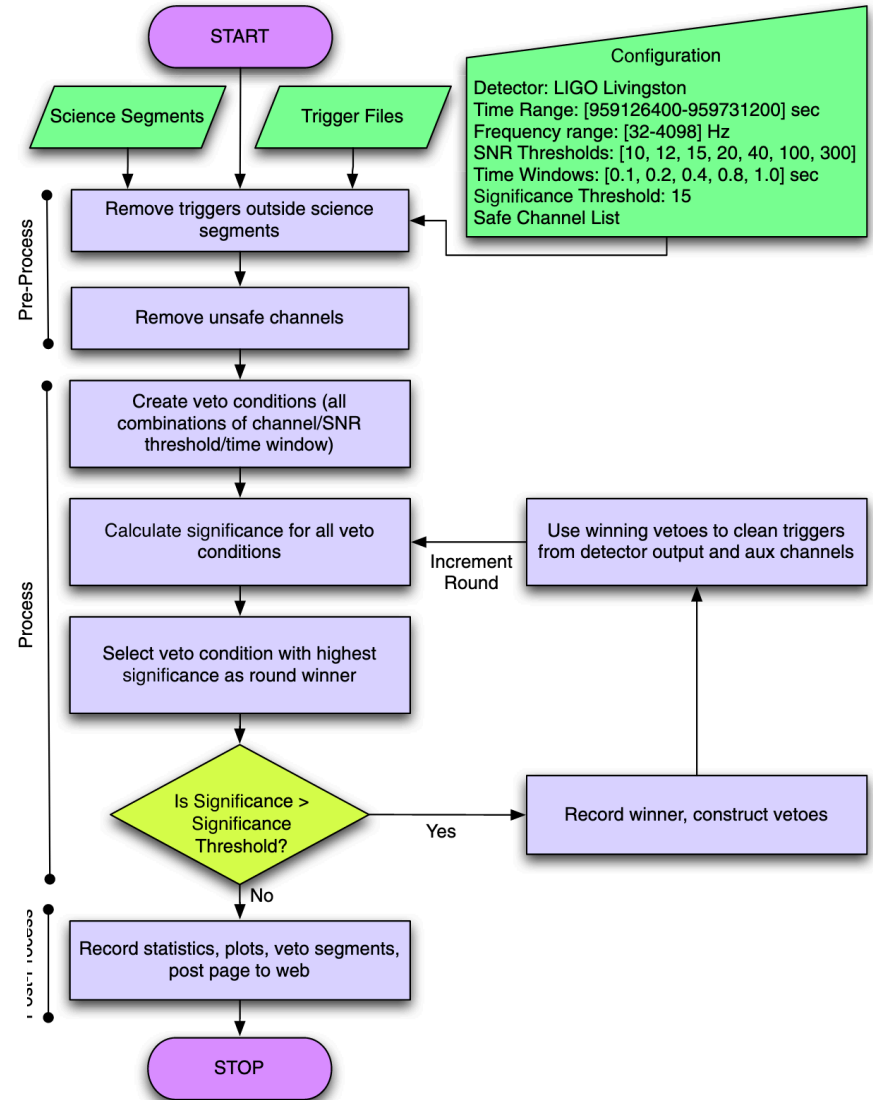 START
Science Segments
Trigger Files
Configuration
Detector: LIGO Livingston
Time Range: [959126400-959731200] sec
Frequency range: [32-4098] Hz
SNR Thresholds: [10, 12, 15, 20, 40, 100, 300]
Time Windows: [0.1, 0.2, 0.4, 0.8, 1.0] sec
Significance Threshold: 15
Safe Channel List
Pre-Process
Remove triggers outside science
segments
Remove unsafe channels
Process
Create veto conditions (all
combinations of channel/SNR
threshold/time window)
Calculate significance for all veto
conditions
Increment
Round
Use winning vetoes to clean triggers
from detector output and aux channels
Select veto condition with highest
significance as round winner
Is Significance >
Significance
Threshold?
Yes
Record winner, construct vetoes
No
Post-Process
Record statistics, plots, veto segments,
post page to web
STOP